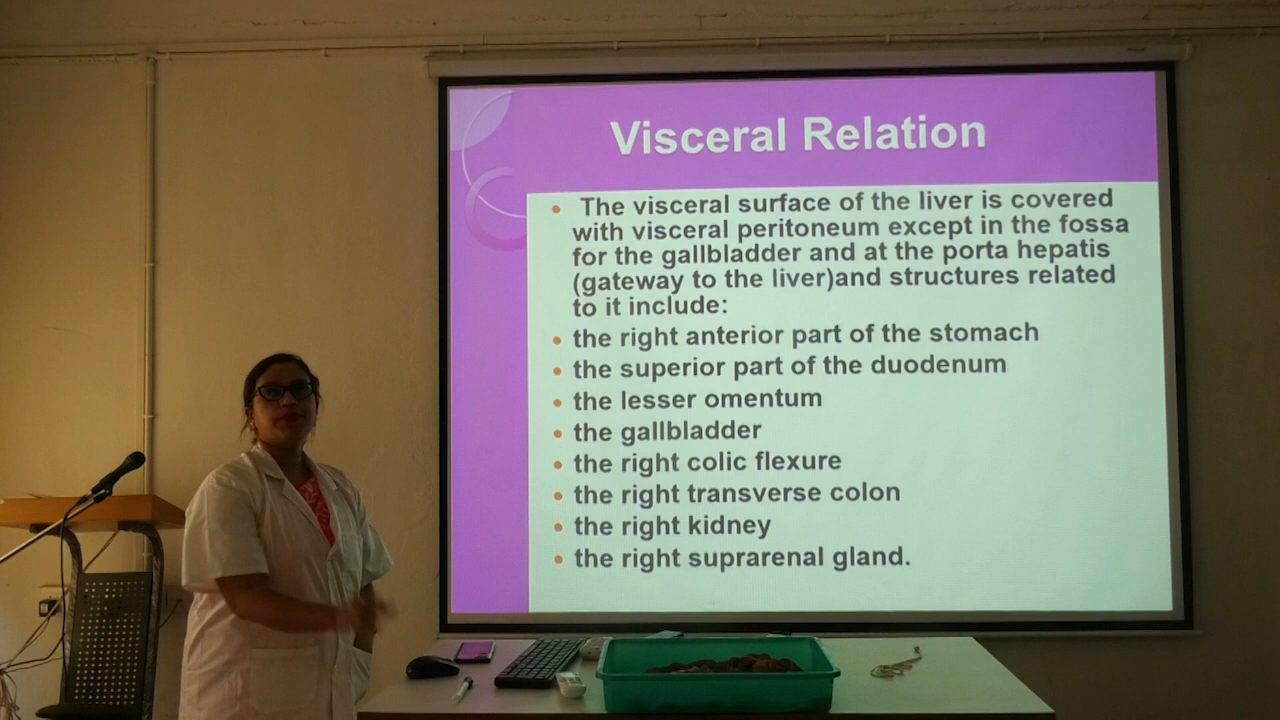 Visceral Relation
The visceral surface of the liver is covered
with visceral peritoneum except in the fossa
for the gallbladder and at the porta hepatis
(gateway to the liver)and structures related
to it include:
the right anterior part of the stomach
the superior part of the duodenum
the lesser omentum
the gallbladder
the right colic flexure
the right transverse colon
the right kidney
the right suprarenal gland.